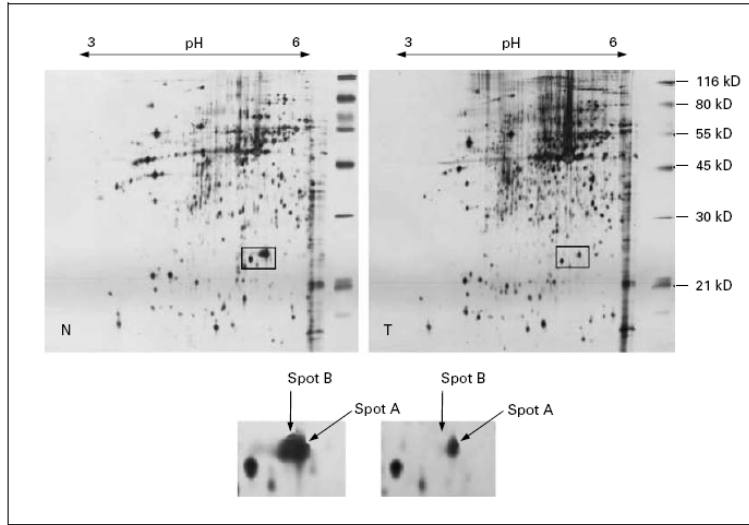 3 pH 6
3 pH 6
116 kD
80 kD
55 kD
45 kD
30 kD
21 kD
N
T
Spot B
Spot A
Spot B
Spot A